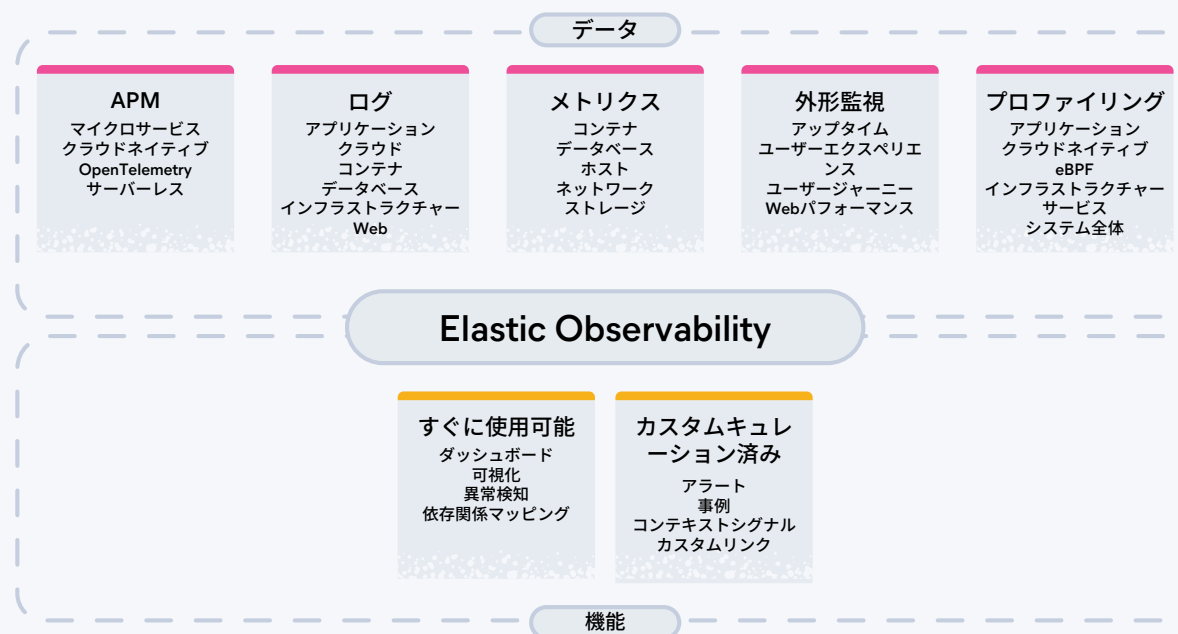 データ
APM
マイクロサービス
クラウドネイティブ
OpenTelemetry
サーバーレス
ログ
アプリケーション
クラウド
コンテナ
データベース
インフラストラクチャー
Web
メトリクス
コンテナ
データベース
ホスト
ネットワーク
ストレージ
外形監視
アップタイム
ユーザーエクスペリエ
ンス
ユーザージャーニー
Webパフォーマンス
プロファイリング
アプリケーション
クラウドネイティブ
eBPF
インフラストラクチャー
サービス
システム全体
Elastic Observability
すぐに使用可能
ダッシュボード
可視化
異常検知
依存関係マッピング
カスタムキュレ
ーション済み
アラート
事例
コンテキストシグナル
カスタムリンク
機能